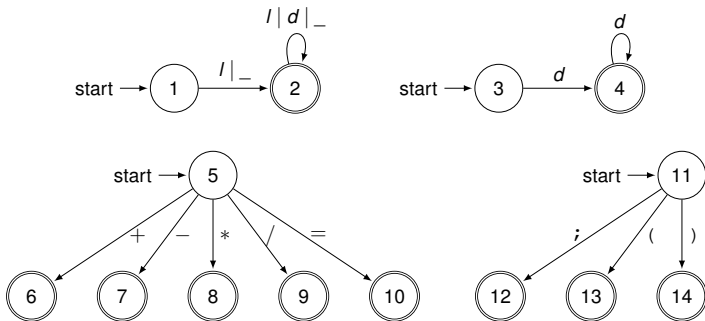 l | d | _ d
start 1 l | _ 2 start 3 d 4
start 5 start 11
+ − * / = ; ( )
6 7 8 9 10 12 13 14